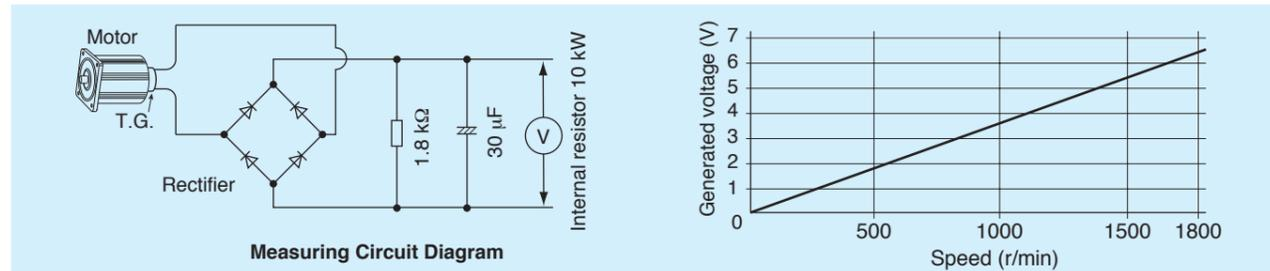 Motor
T.G.
Rectifier
1.8 kΩ
30 μF
V
Internal resistor 10 kW
Measuring Circuit Diagram
Generated voltage (V)
7
6
5
4
3
2
1
0
500 1000 1500 1800
Speed (r/min)